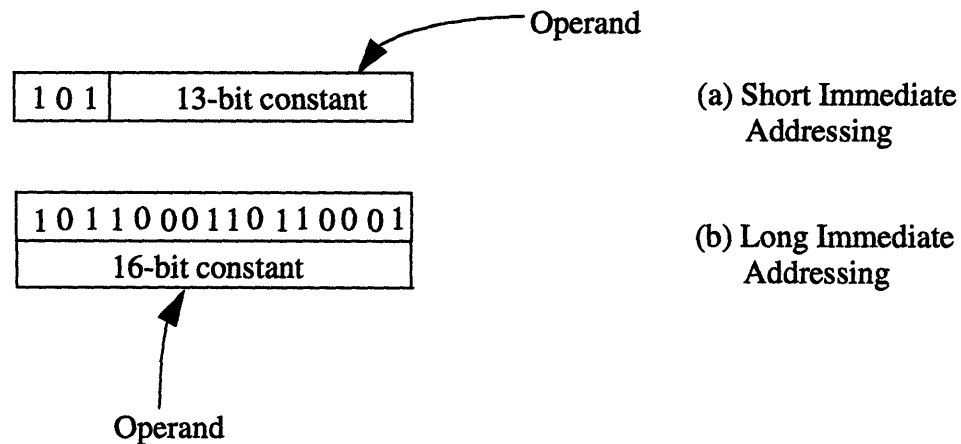 Operand
1 0 1
13-bit constant
(a) Short Immediate
Addressing
1 0 1 1 0 0 0 1 1 0 1 1 0 0 0 1
(b) Long Immediate
Addressing
16-bit constant
Operand